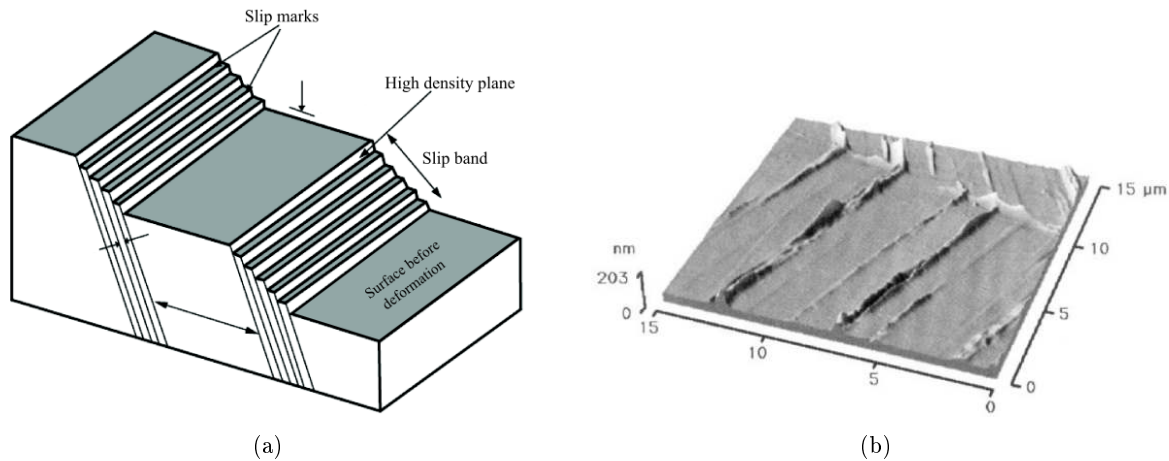 Slip marks
High density plane
Slip band
Surface before
deformation
(a)
nm
203
0
15
10
5
0
15 μm
10
5
0
(b)